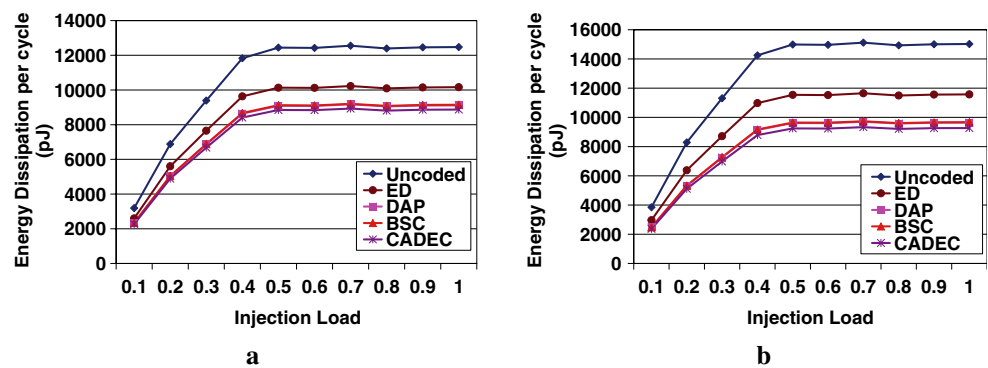 14000
12000
10000
8000
6000
4000
2000
0
Energy Dissipation per cycle
(pJ)
Uncoded
ED
DAP
BSC
CADEC
0.1 0.2 0.3 0.4 0.5 0.6 0.7 0.8 0.9 1
Injection Load
a
16000
14000
12000
10000
8000
6000
4000
2000
0
Energy Dissipation per cycle
(pJ)
Uncoded
ED
DAP
BSC
CADEC
0.1 0.2 0.3 0.4 0.5 0.6 0.7 0.8 0.9 1
Injection Load
b